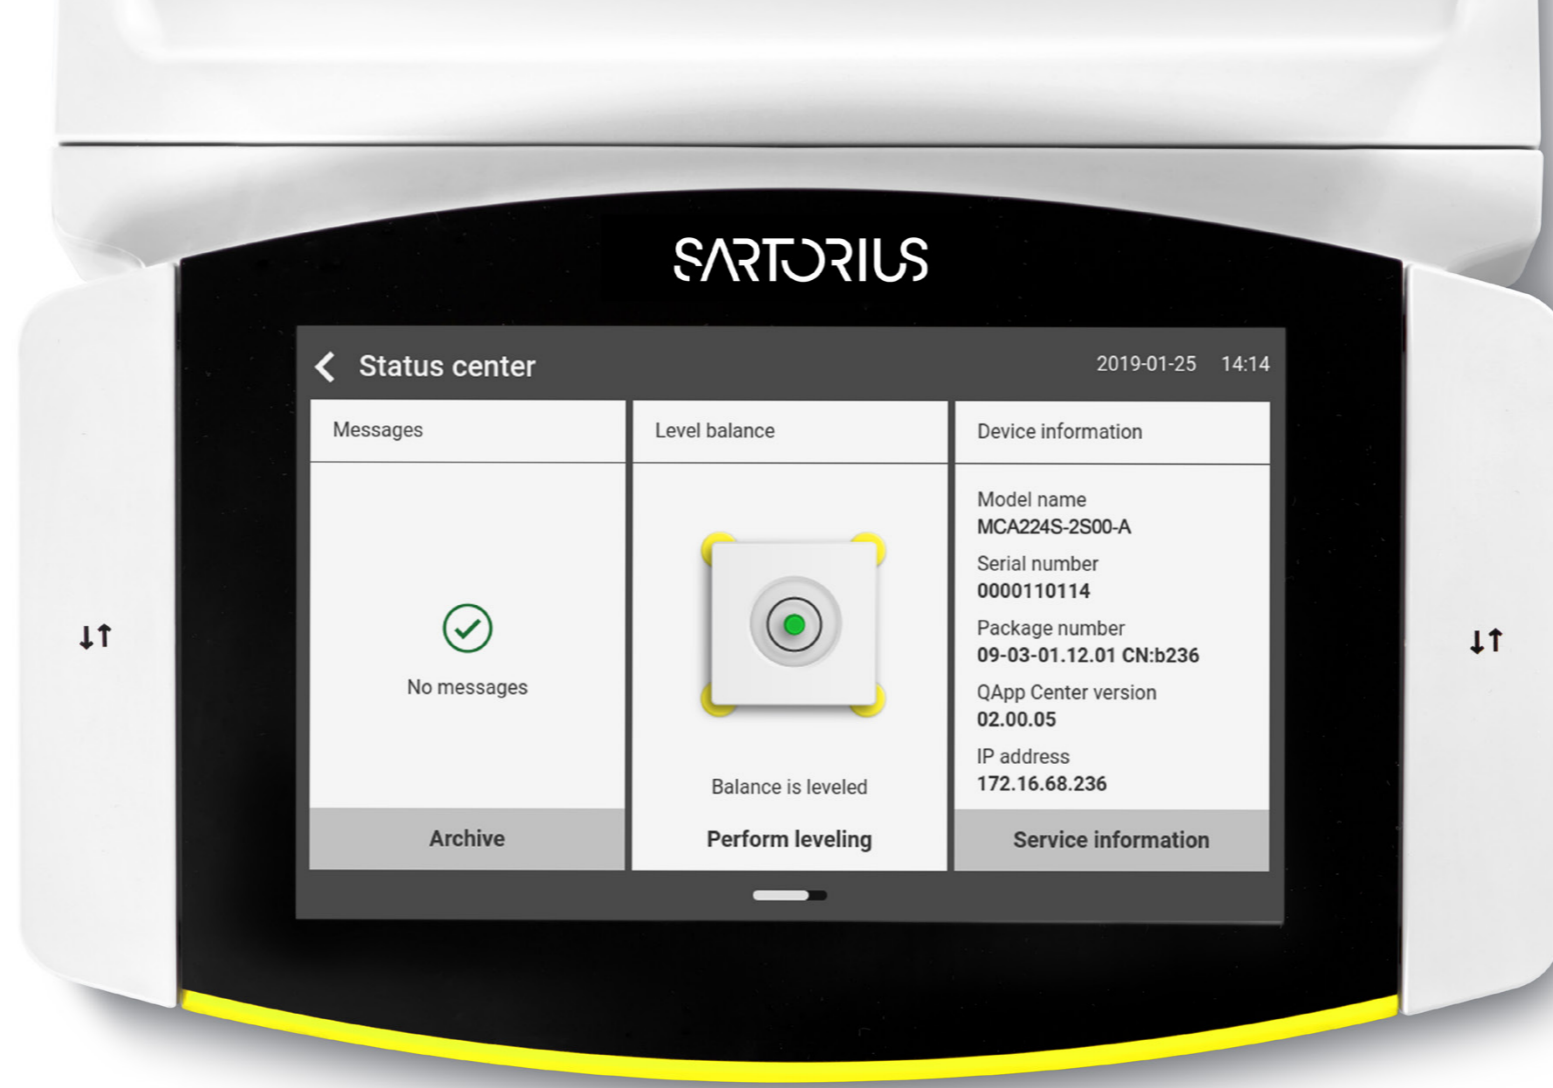 SARTORIUS
Status center
2019-01-25 14:14
Messages
No messages
Archive
Level balance
Balance is leveled
Perform leveling
Device information
Model name
MCA224S-2S00-A
Serial number
0000110114
Package number
09-03-01.12.01 CN:b236
QApp Center version
02.00.05
IP address
172.16.68.236
Service information